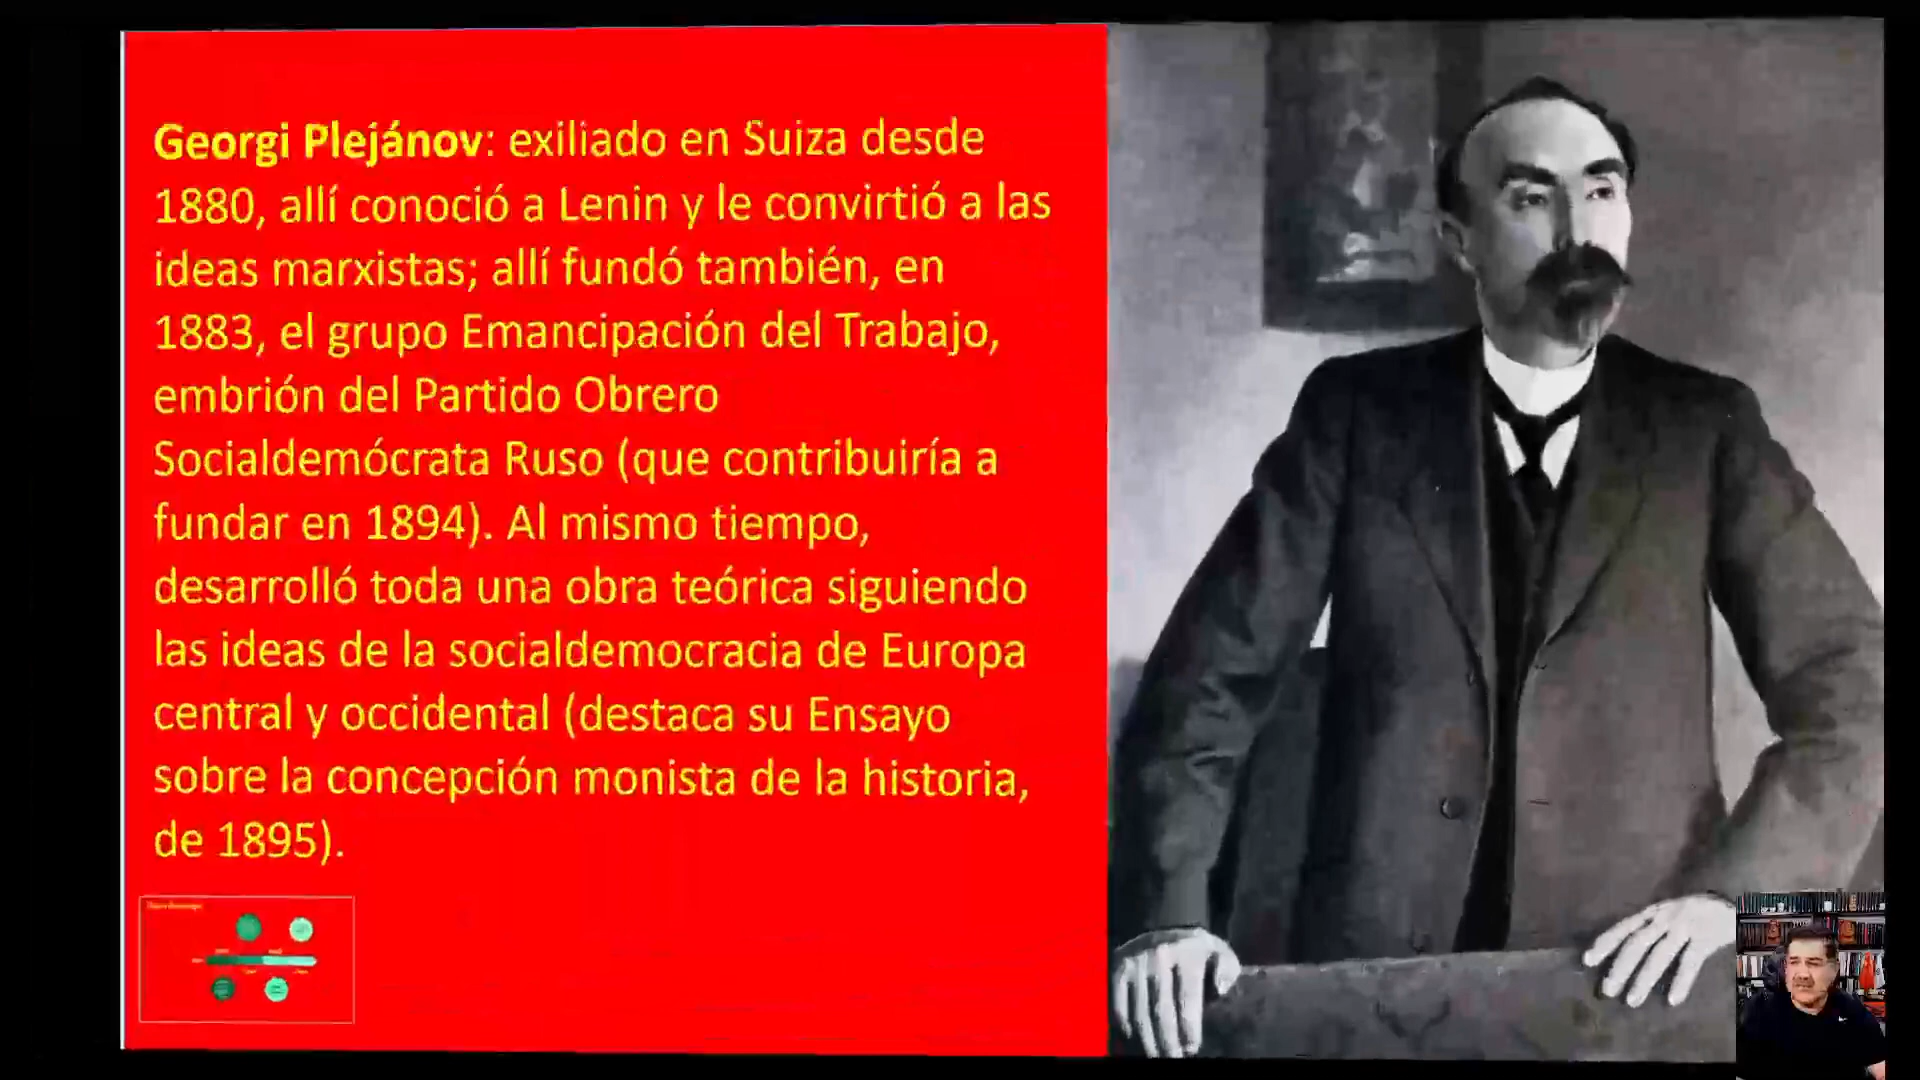 Georgi Plejánov: exiliado en Suiza desde
1880, allí conoció a Lenin y le convirtió a las
ideas marxistas; allí fundó también, en
1883, el grupo Emancipación del Trabajo,
embrión del Partido Obrero
Socialdemócrata Ruso (que contribuiría a
fundar en 1894). Al mismo tiempo,
desarrolló toda una obra teórica siguiendo
las ideas de la socialdemocracia de Europa
central y occidental (destaca su Ensayo
sobre la concepción monista de la historia,
de 1895).